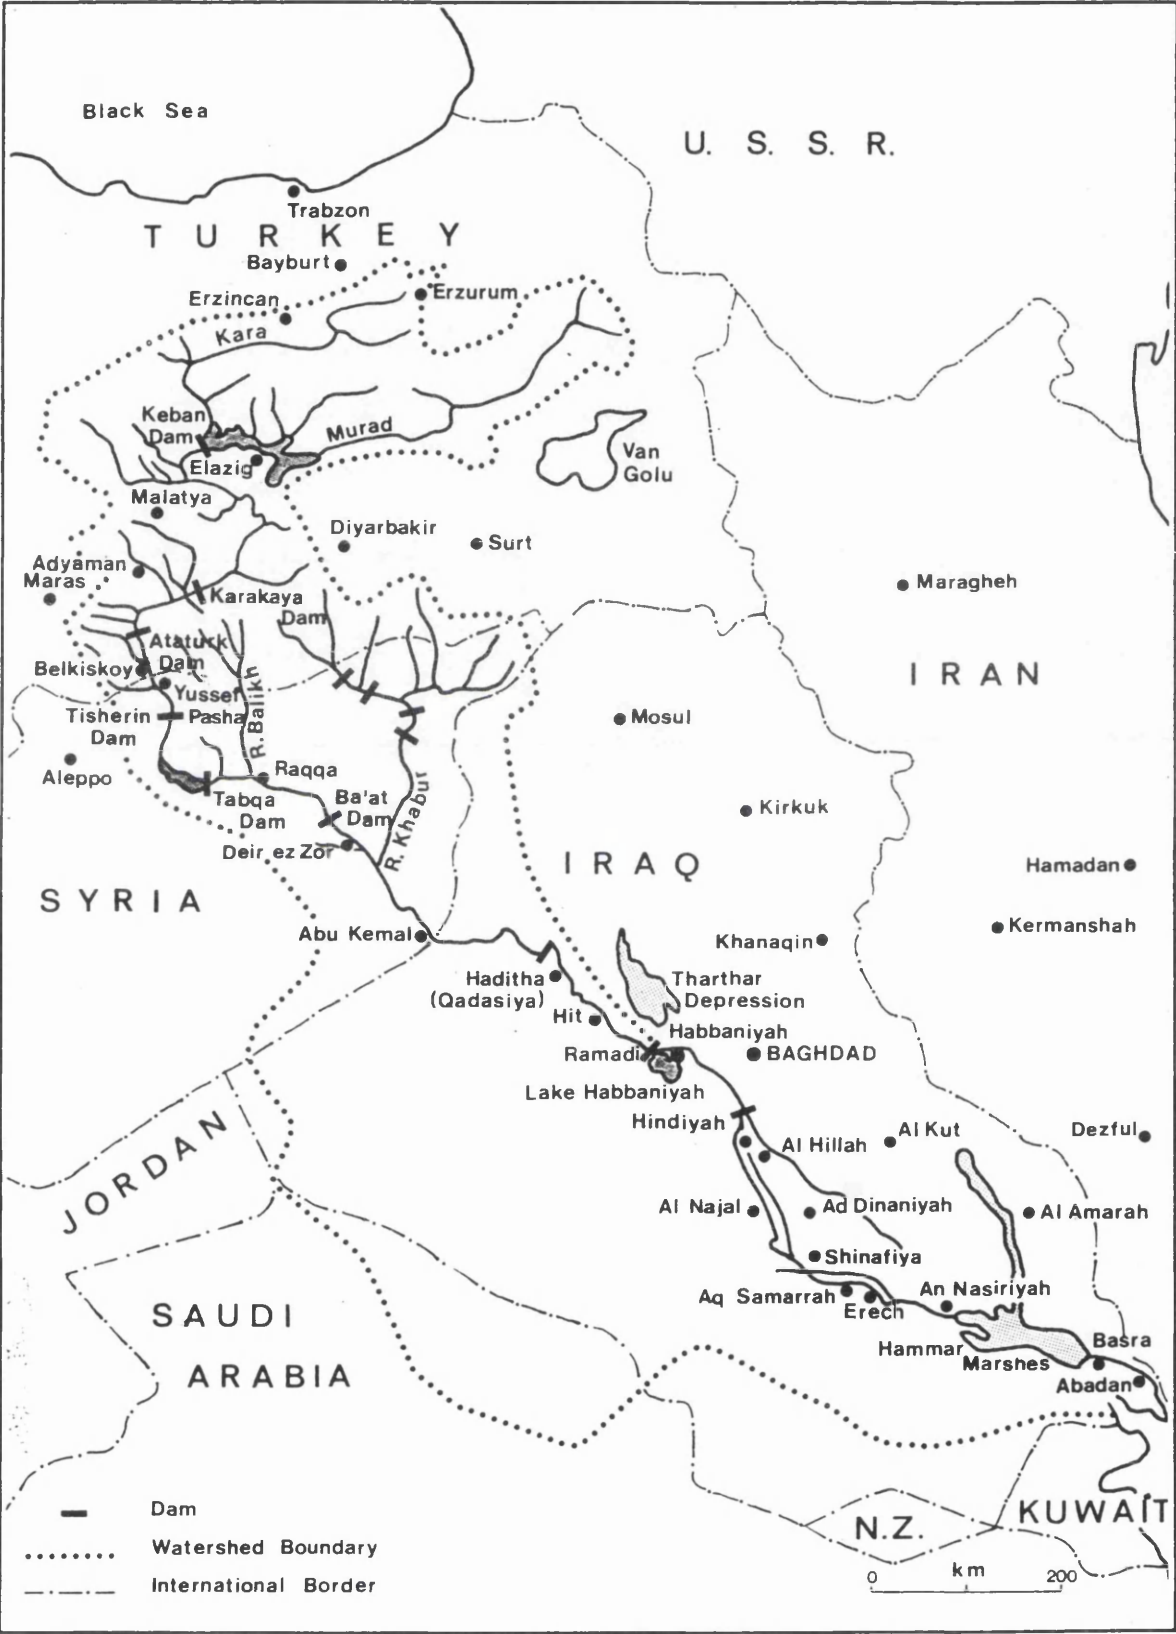 Black Sea
U. S. S. R.
Trabzon
TURKEY
Bayburt
Erzincan
Erzurum
Kara
Keban
Dam
Murad
Van
Golu
Elazig
Malatya
Diyarbakir
Surt
Adyaman
Maras
Maragheh
Karakaya
Dam
Ataturk
Dam
Belkiskoy
IRAN
Yussef
Pasha
R. Balikh
Tisherin
Dam
Mosul
Aleppo
Raqqa
Tabqa
Dam
Ba'at
Dam
R. Khabur
Kirkuk
Deir ez Zor
IRAQ
Hamadan
SYRIA
Kermanshah
Abu Kemal
Khanaqin
Haditha
(Qadasiya)
Tharthar
Depression
Hit
Habbaniyah
Ramadi
BAGHDAD
Lake Habbaniyah
Hindiyah
Al Kut
Dezful
Al Hillah
JORDAN
Al Najal
Ad Dinaniyah
Al Amarah
Shinafiya
An Nasiriyah
Aq Samarrah
Erech
SAUDI
ARABIA
Hammar
Marshes
Basra
Abadan
Dam
Watershed Boundary
International Border
N.Z.
KUWAIT
km
0 200